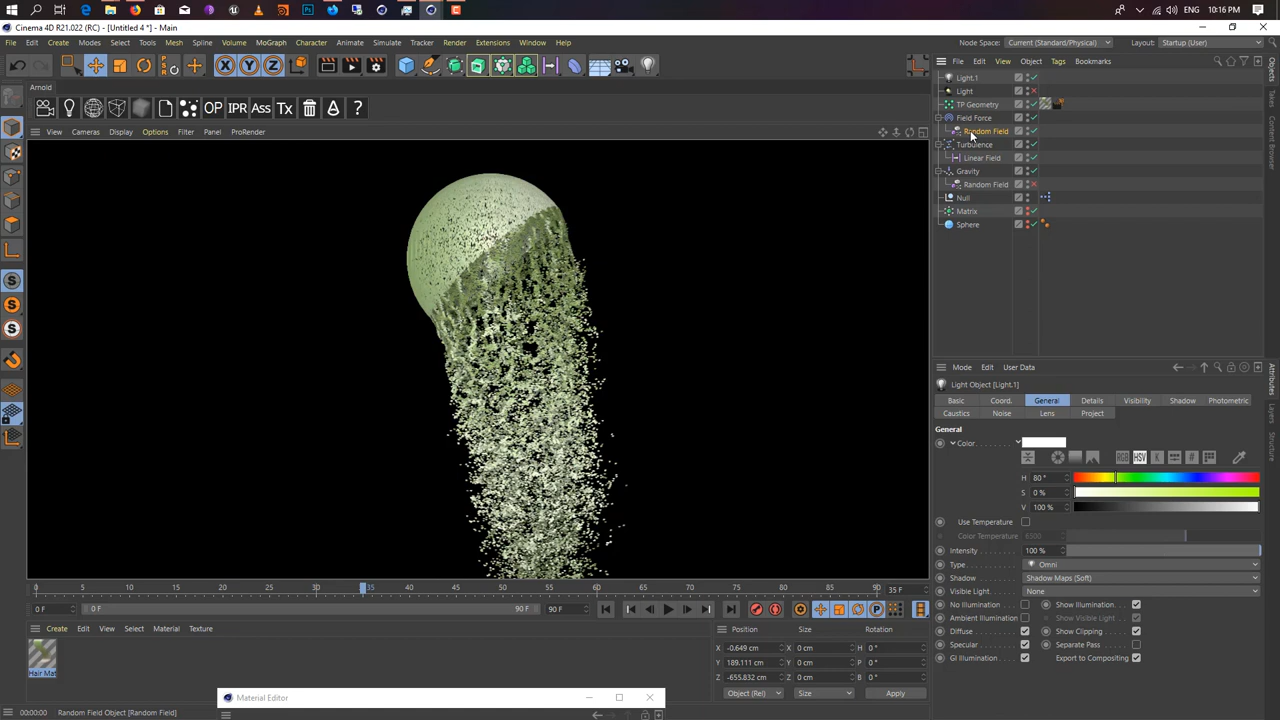 Cinema 4D R21.022 (RC) - [Untitled 4 *] - Main
ENG 10:16 PM
File Edit Create Modes Select Tools Mesh Spline Volume MoGraph Character Animate Simulate Tracker Render Extensions Window Help
Node Space: Current (Standard/Physical) Layout: Startup (User)
X Y Z
File Edit View Object Tags Bookmarks
Arnold
OP IPR Ass Tx ?
View Cameras Display Options Filter Panel ProRender
Light.1
Light
TP Geometry
Field Force
Random Field
Turbulence
Linear Field
Gravity
Random Field
Null
Matrix
Sphere
Objects
Takes
Content Browser
Mode Edit User Data
Light Object [Light.1]
Basic Coord. General Details Visibility Shadow Photometric
Caustics Noise Lens Project
General
Color
RGB HSV K
H 80 °
S 0 %
V 100 %
Use Temperature
Color Temperature 6500
Intensity 100 %
Type Omni
Shadow Shadow Maps (Soft)
Visible Light. None
No Illumination Show Illumination
Ambient Illumination Show Visible Light
Diffuse Show Clipping
Specular Separate Pass
GI Illumination Export to Compositing
Attributes
Layers
Structure
0 5 10 15 20 25 30 35 40 45 50 55 60 65 70 75 80 85 90 35 F
0 F 0 F 90 F 90 F
Create Edit View Select Material Texture
Hair Mat
Position Size Rotation
X -0.649 cm X 0 cm H 0 °
Y 189.111 cm Y 0 cm P 0 °
Z -655.832 cm Z 0 cm B 0 °
Object (Rel) Size Apply
Material Editor
00:00:00 Random Field Object [Random Field]